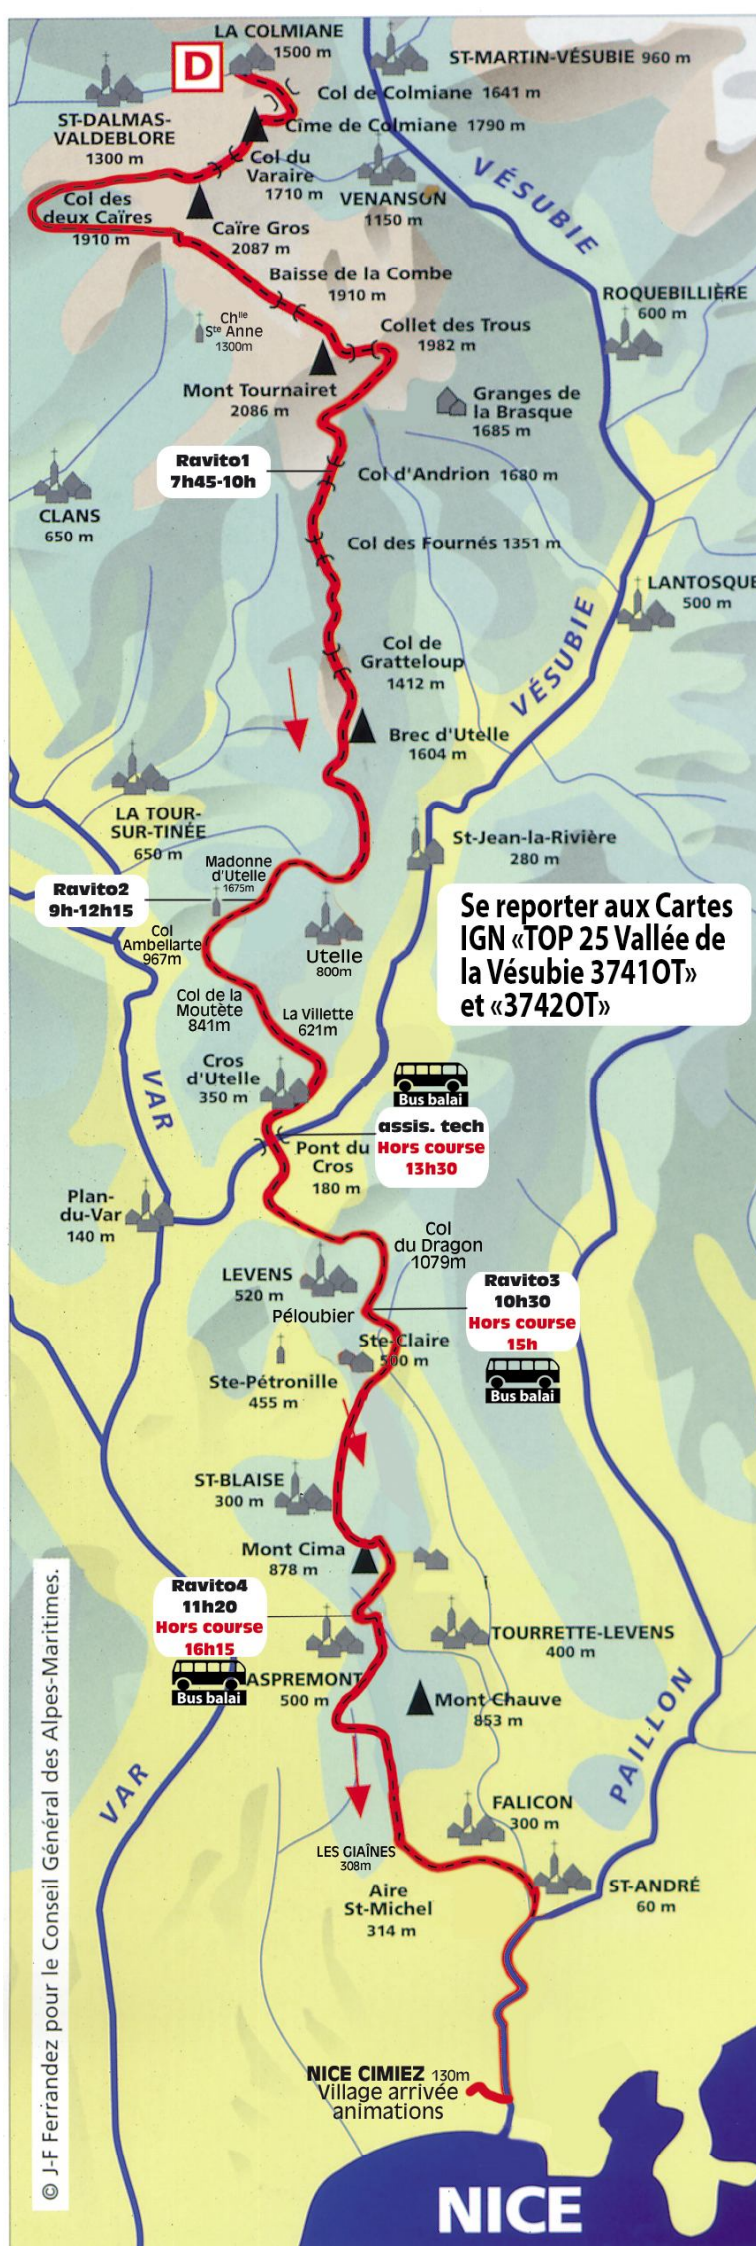 LA COLMIANE
1500 m
D
ST-MARTIN-VÉSUBIE 960 m
Col de Colmiane 1641 m
ST-DALMAS-
VALDEBLORE
1300 m
Cîme de Colmiane 1790 m
Col du
Varaire
1710 m
VÉSUBIE
VENANSON
1150 m
Col des
deux Caïres
1910 m
Caïre Gros
2087 m
Baisse de la Combe
1910 m
ROQUEBILLIÈRE
600 m
Chlle
Ste Anne
1300m
Collet des Trous
1982 m
Mont Tournairet
2086 m
Granges de
la Brasque
1685 m
Ravito1
7h45-10h
Col d'Andrion 1680 m
CLANS
650 m
Col des Fournés 1351 m
LANTOSQUE
500 m
VÉSUBIE
Col de
Gratteloup
1412 m
Brec d'Utelle
1604 m
LA TOUR-
SUR-TINÉE
650 m
St-Jean-la-Rivière
280 m
Madonne
d'Utelle
1675m
Ravito2
9h-12h15
Col
Ambellarte
967m
Utelle
800m
Se reporter aux Cartes
IGN «TOP 25 Vallée de
la Vésubie 3741OT»
et «3742OT»
Col de la
Moutète
841m
La Villette
621m
VAR
Cros
d'Utelle
350 m
Bus balai
assis. tech
Hors course
13h30
Pont du
Cros
180 m
Plan-
du-Var
140 m
Col
du Dragon
1079m
LEVENS
520 m
Ravito3
10h30
Hors course
15h
Bus balai
Péloubier
Ste-Claire
500 m
Ste-Pétronille
455 m
ST-BLAISE
300 m
Mont Cima
878 m
Ravito4
11h20
Hors course
16h15
Bus balai
TOURRETTE-LEVENS
400 m
ASPREMONT
500 m
Mont Chauve
853 m
PAILLON
VAR
FALICON
300 m
LES GIAÎNES
308m
Aire
St-Michel
314 m
ST-ANDRÉ
60 m
NICE CIMIEZ 130m
Village arrivée
animations
NICE
© J-F Ferrandez pour le Conseil Général des Alpes-Maritimes.